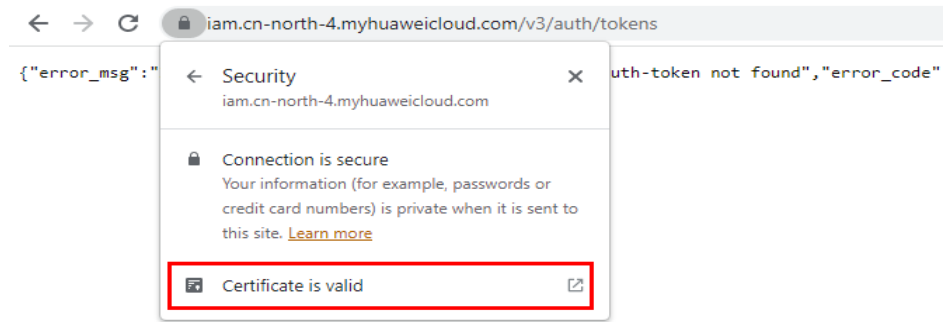 iam.cn-north-4.myhuaweicloud.com/v3/auth/tokens
{"error_msg":" uth-token not found","error_code"
Security
iam.cn-north-4.myhuaweicloud.com
Connection is secure
Your information (for example, passwords or
credit card numbers) is private when it is sent to
this site. Learn more
Certificate is valid